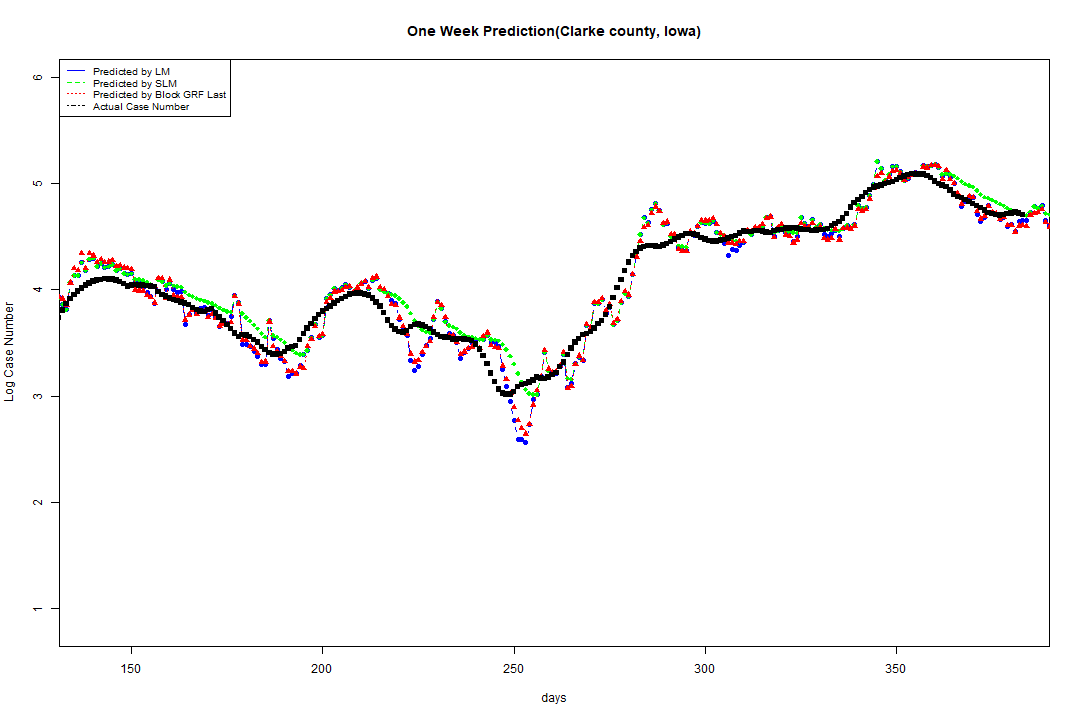 One Week Prediction(Clarke county, Iowa)
Predicted by LM
Predicted by SLM
Predicted by Block GRF Last
Actual Case Number
6
5
4
3
2
1
Log Case Number
150 200 250 300 350
days